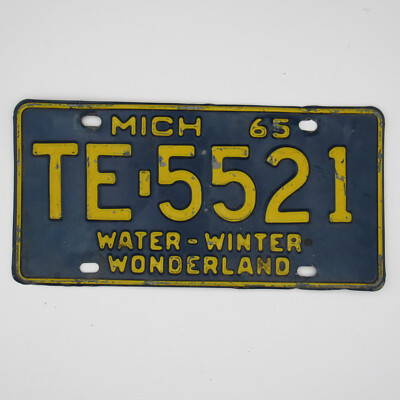 MICH 65
TE-5521
WATER-WINTER
WONDERLAND